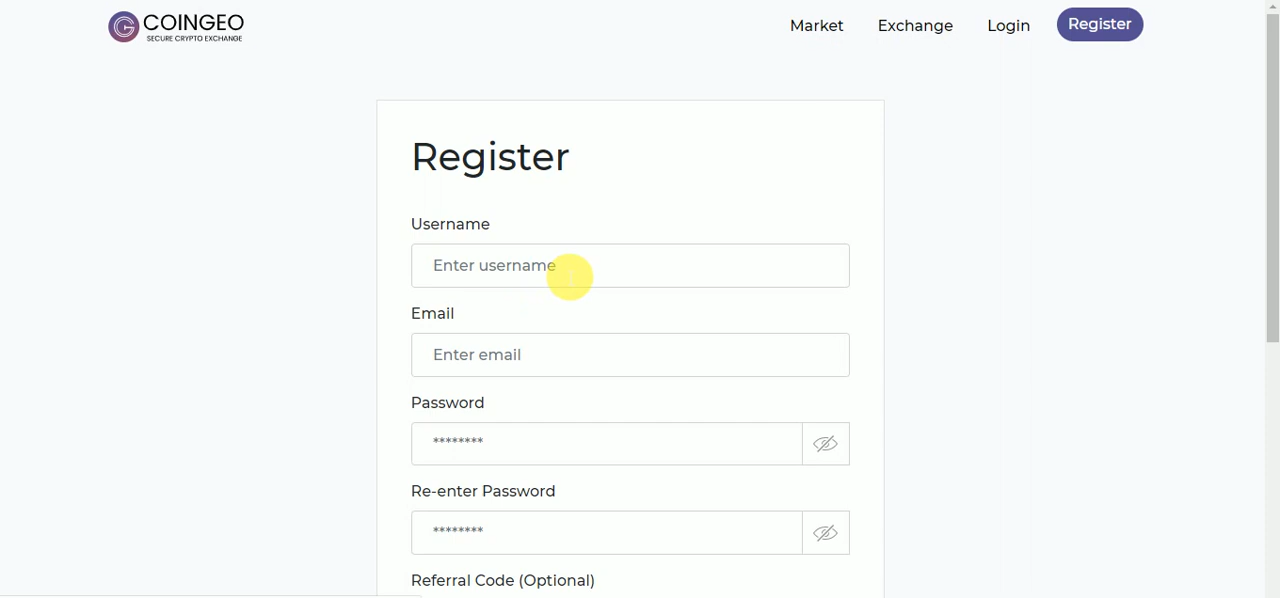 COINGEO
SECURE CRYPTO EXCHANGE
Market
Exchange
Login
Register
Register
Username
Enter username
Email
Enter email
Password
********
Re-enter Password
********
Referral Code (Optional)